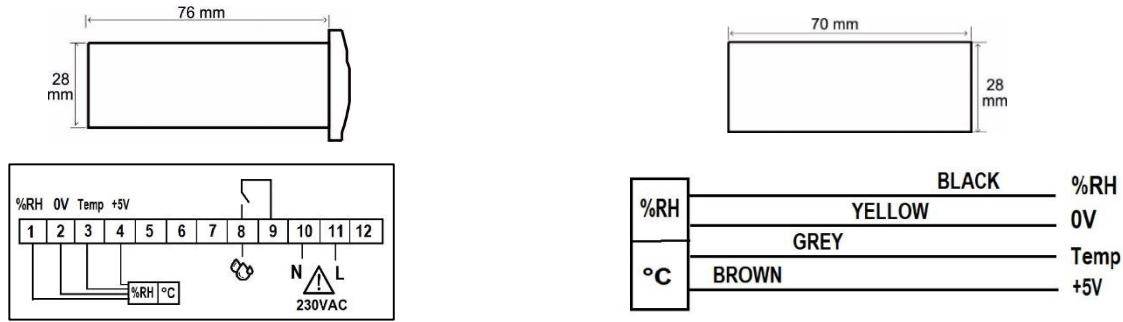 76 mm
28
mm
70 mm
28
mm
%RH 0V Temp +5V
1 2 3 4 5 6 7 8 9 10 11 12
N L
%RH °C
230VAC
%RH
°C
BLACK %RH
YELLOW 0V
GREY Temp
BROWN +5V